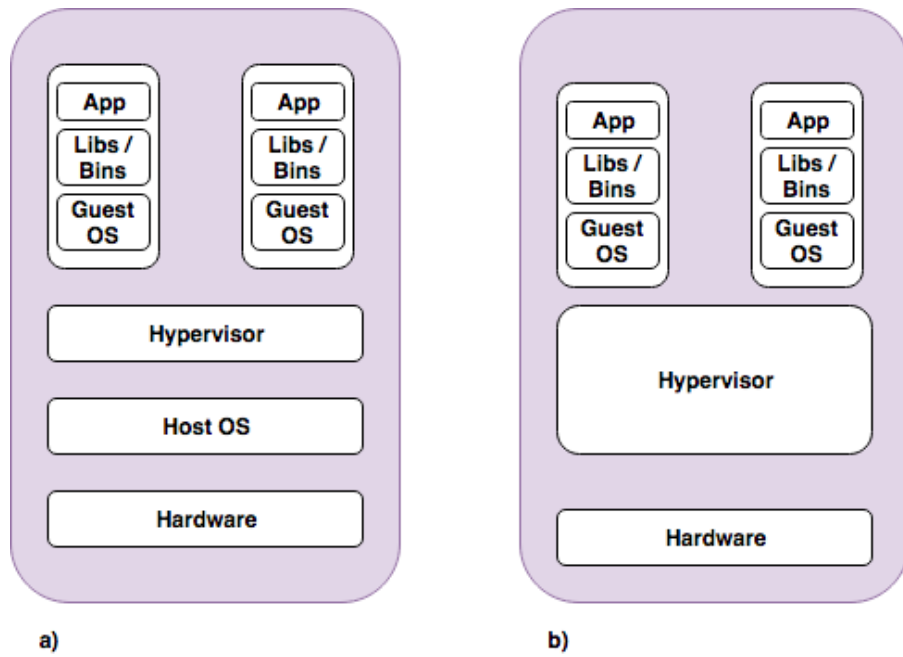 App
Libs /
Bins
Guest
OS
App
Libs /
Bins
Guest
OS
Hypervisor
Host OS
Hardware
a)
App
Libs /
Bins
Guest
OS
App
Libs /
Bins
Guest
OS
Hypervisor
Hardware
b)